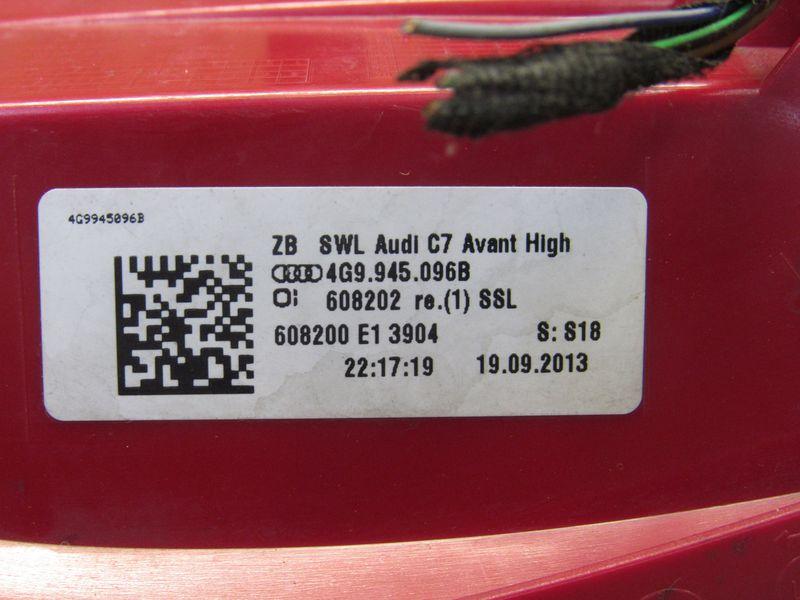 4G9945096B
ZB SWL Audi C7 Avant High
4G9.945.096B
608202 re.(1) SSL
608200 E1 3904 S: S18
22:17:19 19.09.2013